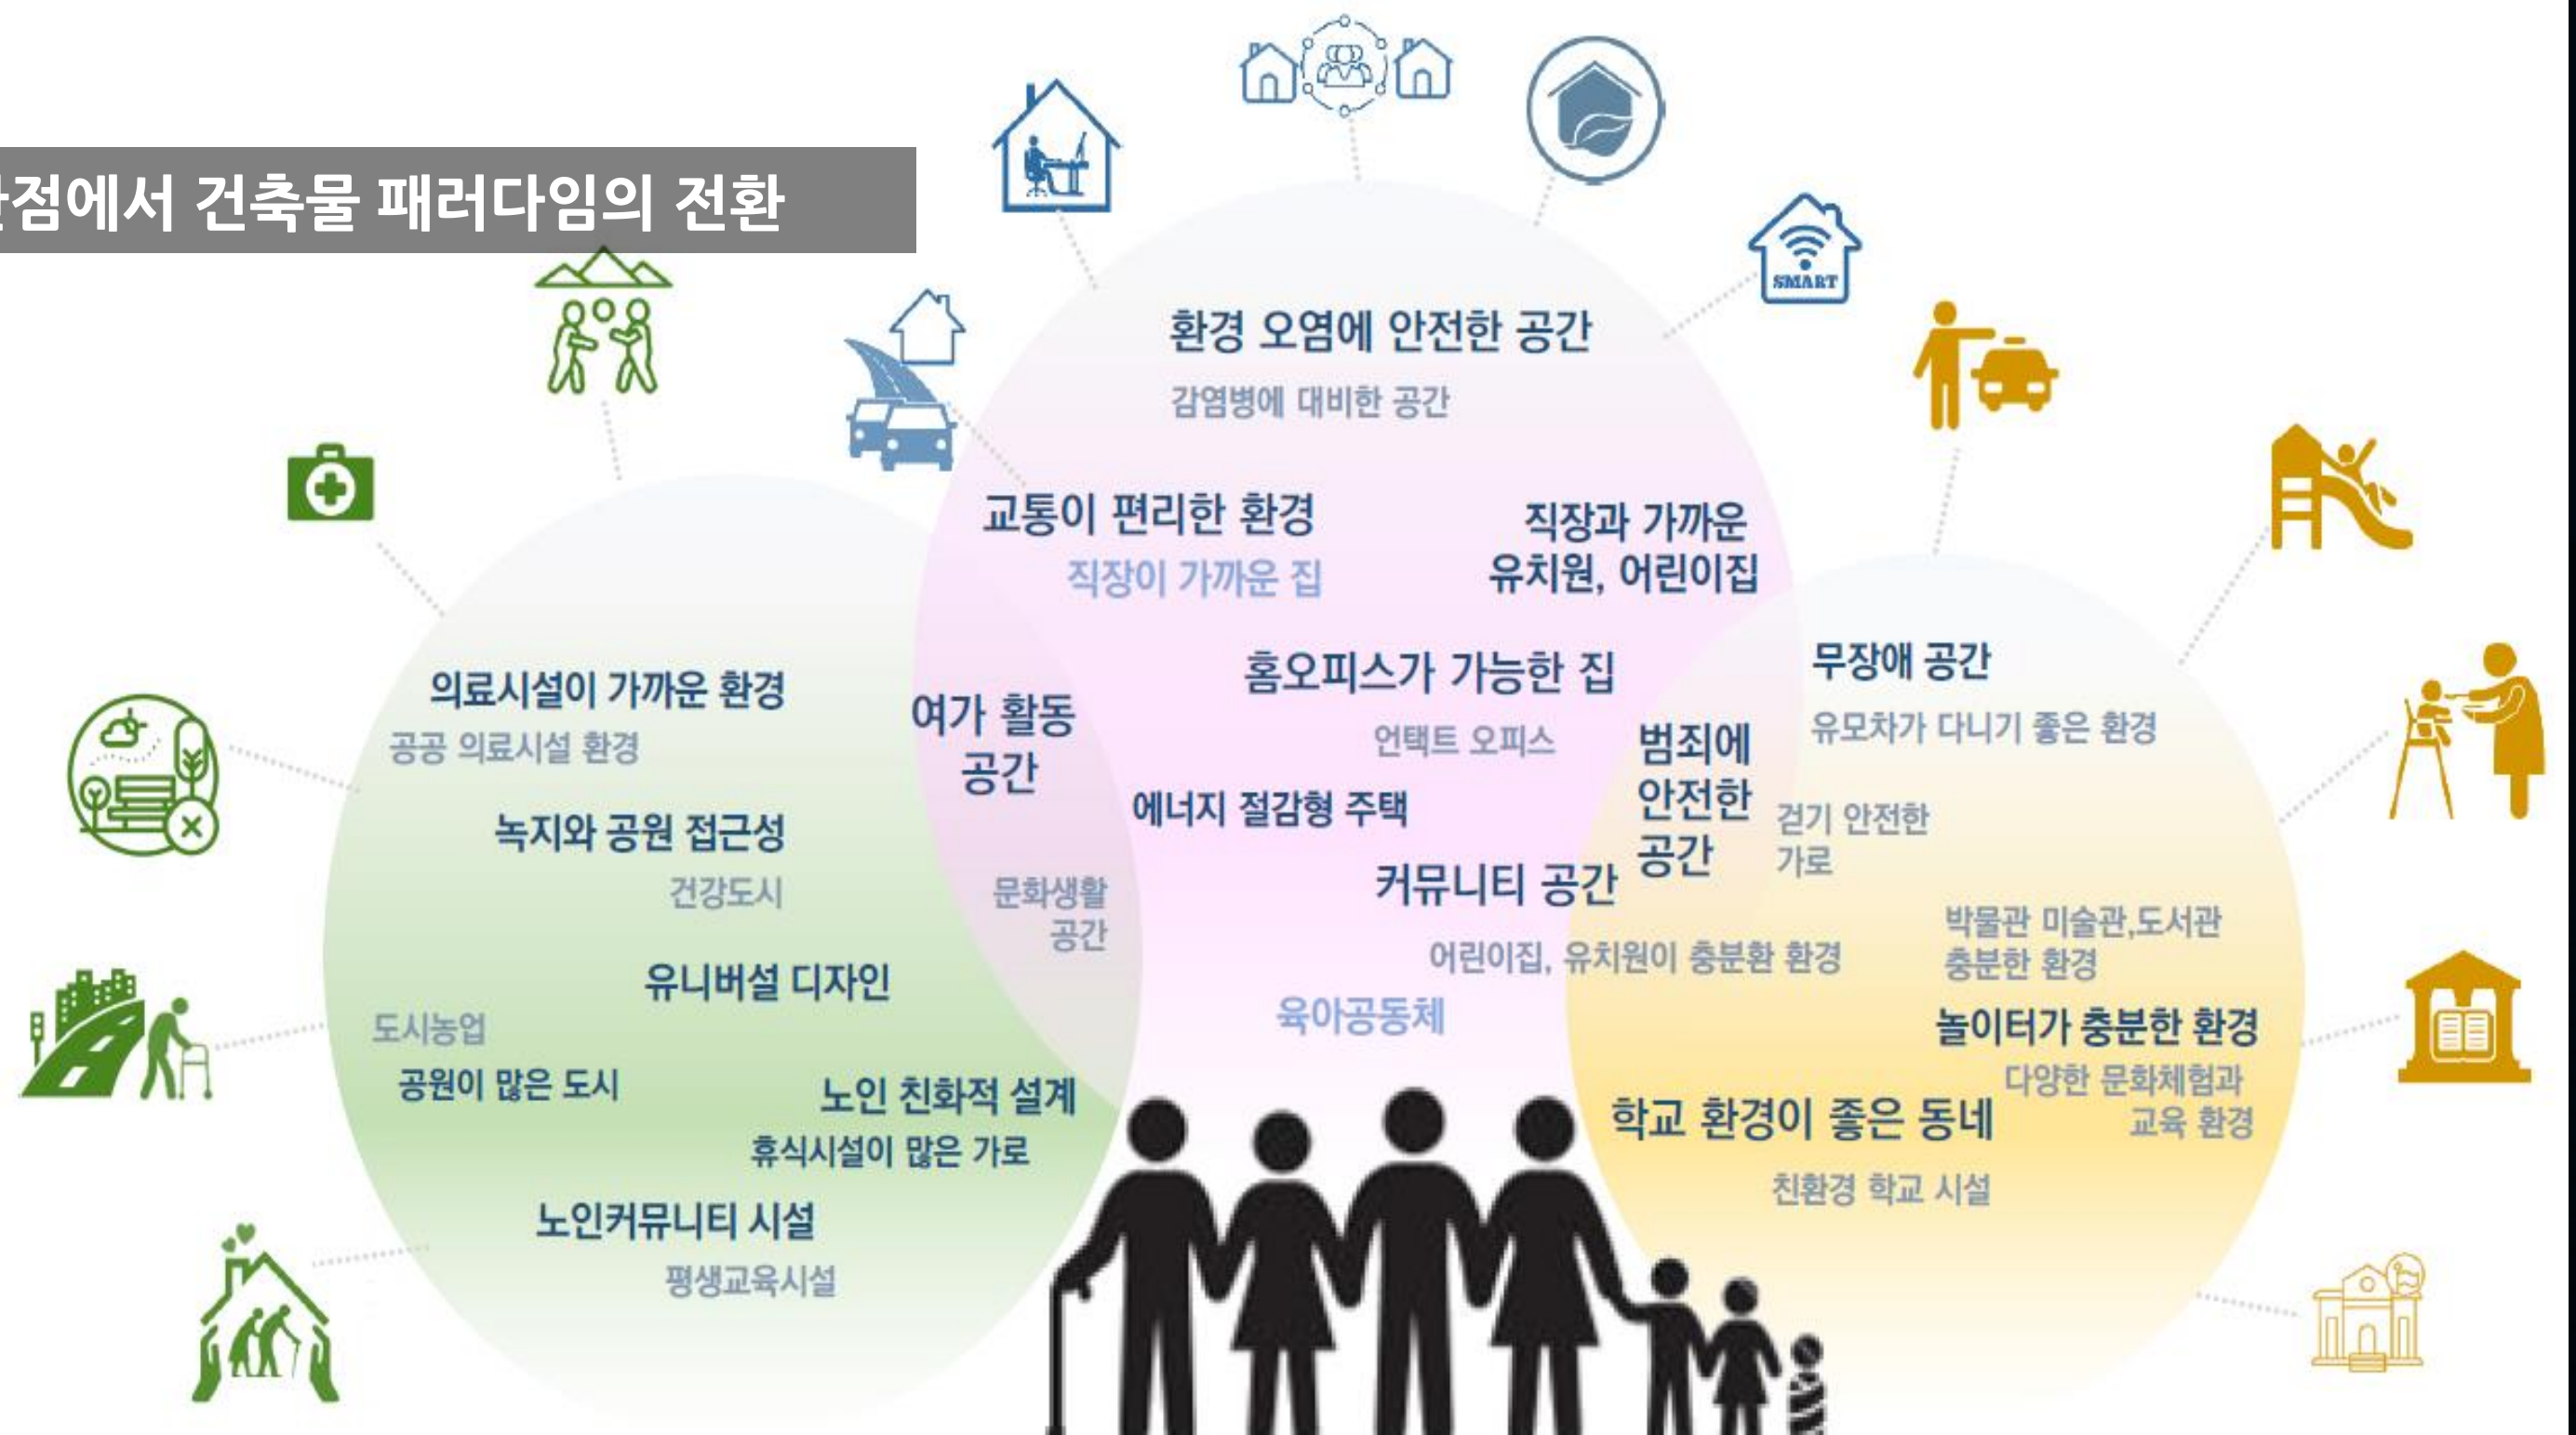 점에서 건축물 패러다임의 전환
SMART
환경 오염에 안전한 공간
감염병에 대비한 공간
교통이 편리한 환경
직장이 가까운 집
직장과 가까운
유치원, 어린이집
홈오피스가 가능한 집
언택트 오피스
에너지 절감형 주택
커뮤니티 공간
어린이집, 유치원이 충분환 환경
육아공동체
여가 활동
공간
문화생활
공간
범죄에
안전한
공간
의료시설이 가까운 환경
공공 의료시설 환경
녹지와 공원 접근성
건강도시
유니버설 디자인
도시농업
공원이 많은 도시
노인 친화적 설계
휴식시설이 많은 가로
노인커뮤니티 시설
평생교육시설
무장애 공간
유모차가 다니기 좋은 환경
걷기 안전한
가로
박물관 미술관,도서관
충분한 환경
놀이터가 충분한 환경
다양한 문화체험과
교육 환경
학교 환경이 좋은 동네
친환경 학교 시설